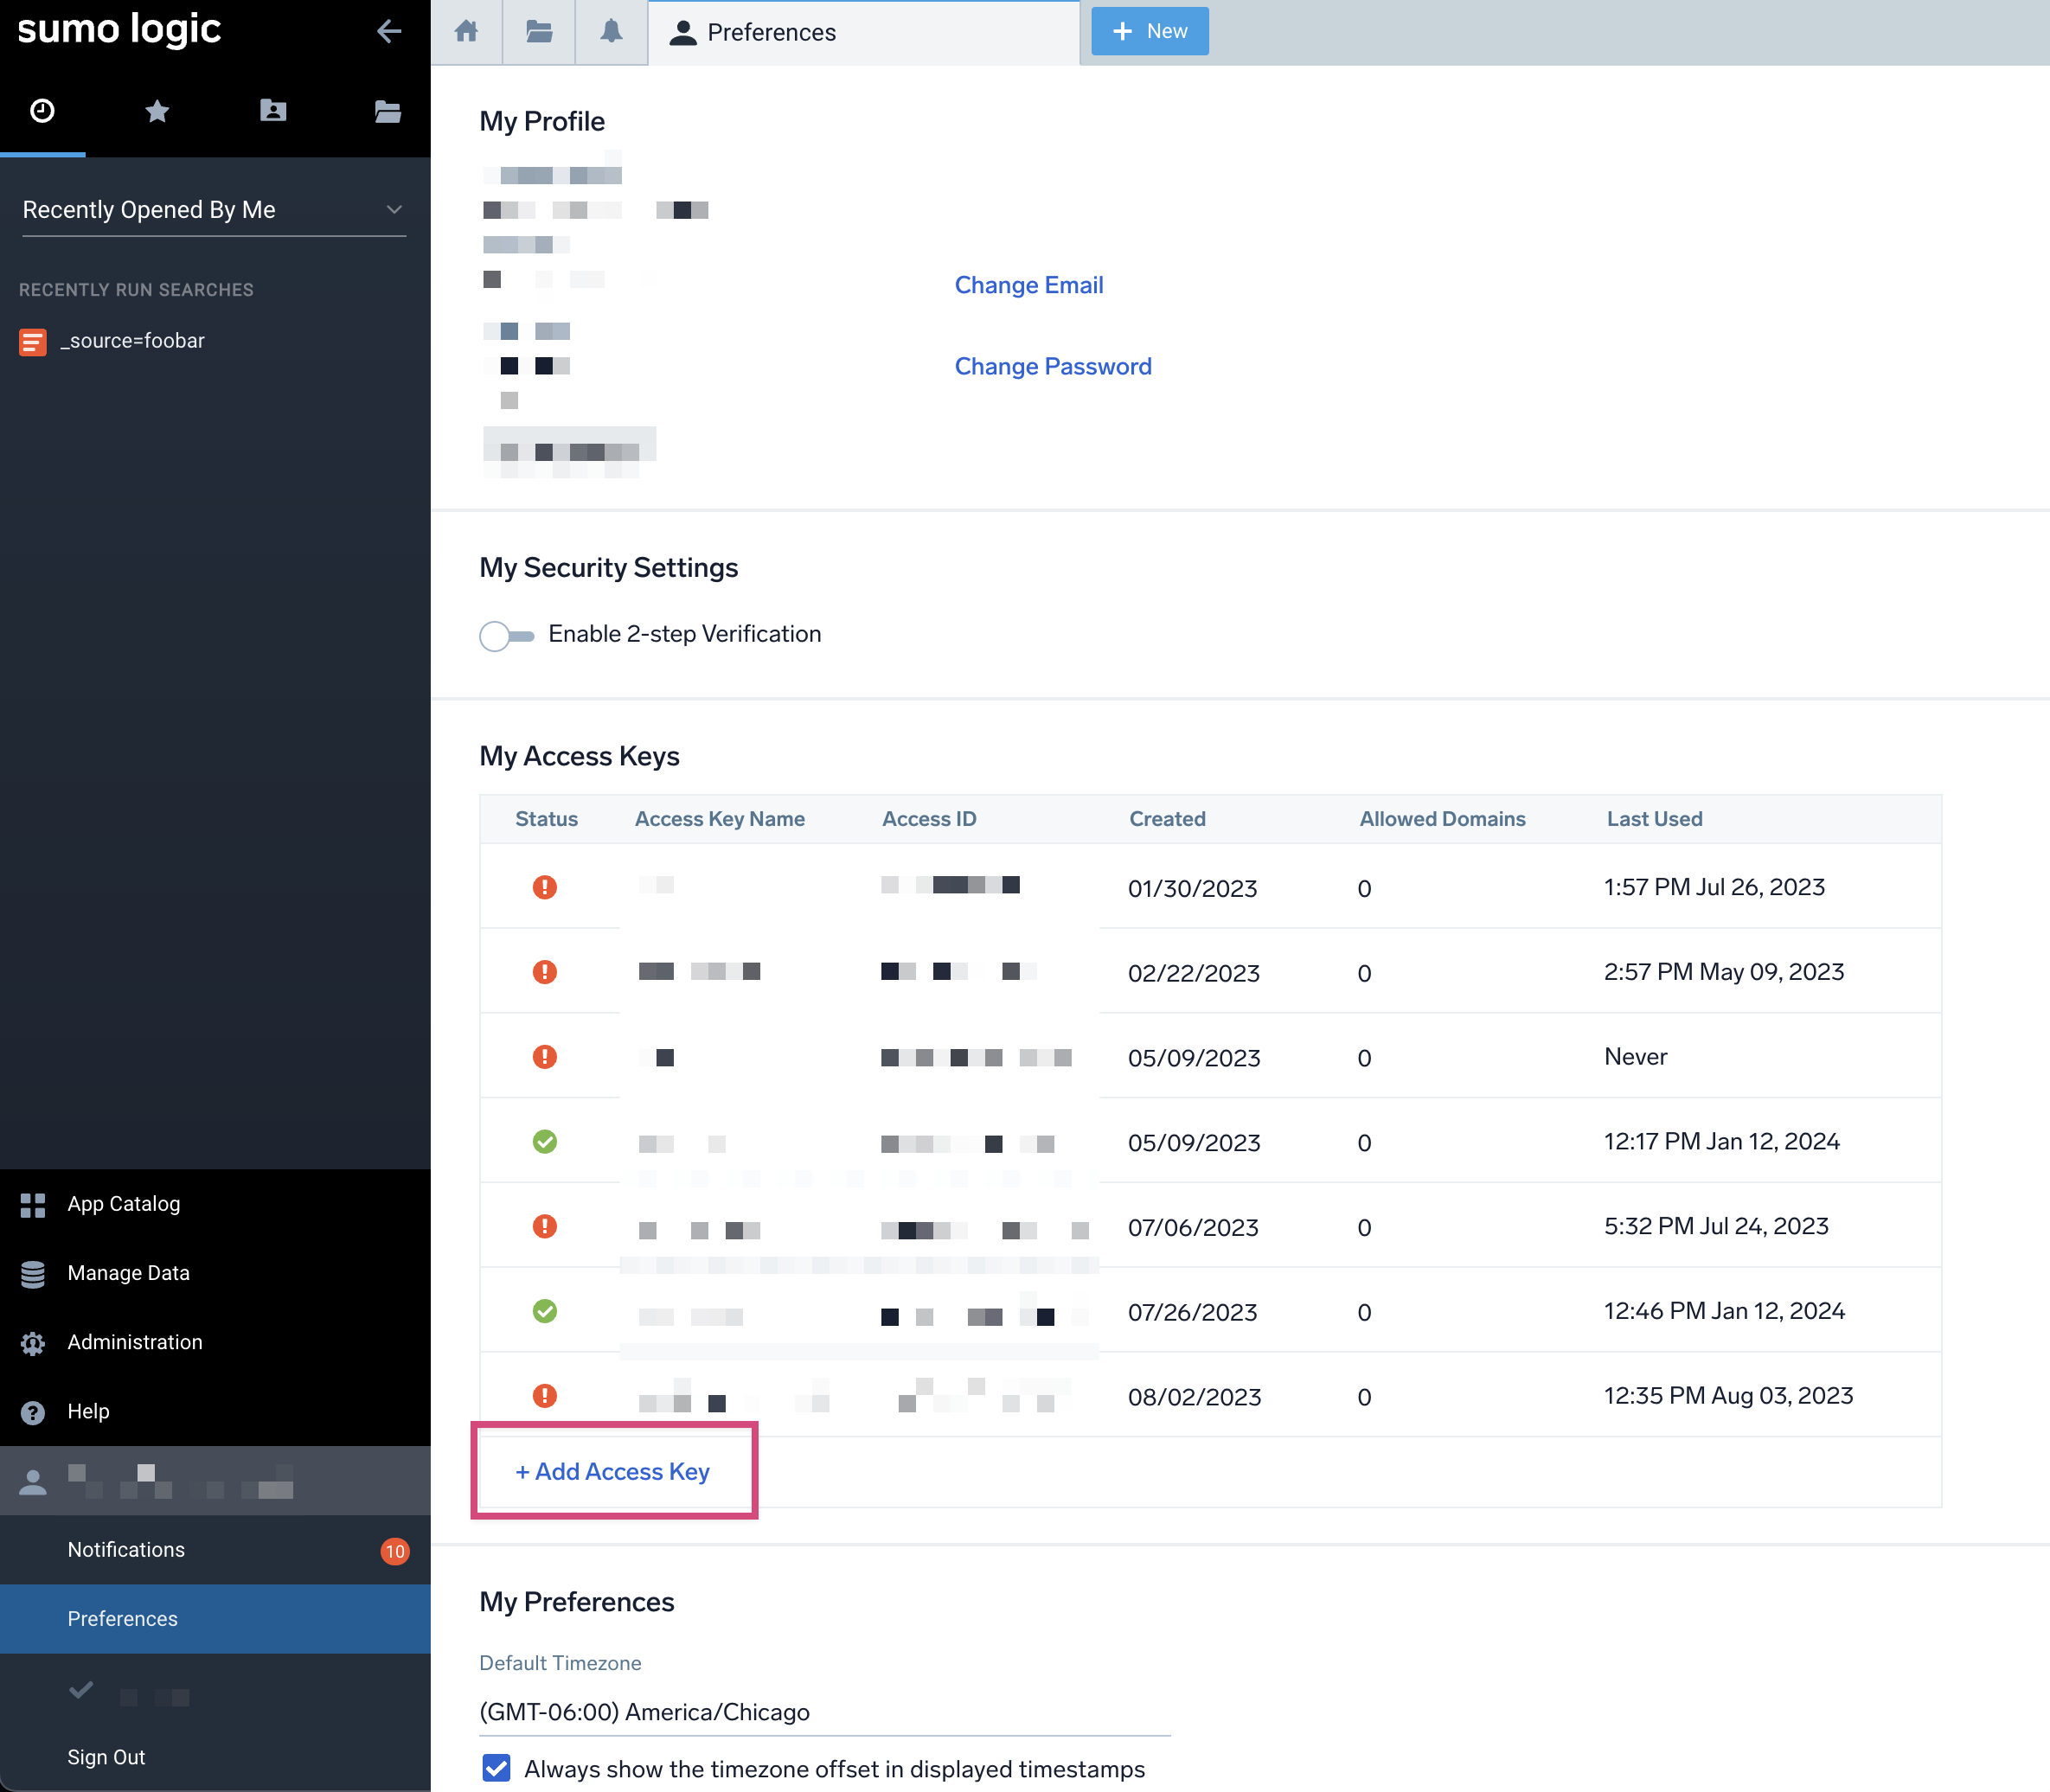 sumo logic
Preferences
New
Recently Opened By Me
RECENTLY RUN SEARCHES
_source=foobar
App Catalog
Manage Data
Administration
Help
Notifications
10
Preferences
Sign Out
My Profile
Change Email
Change Password
My Security Settings
Enable 2-step Verification
My Access Keys
Status Access Key Name Access ID Created Allowed Domains Last Used
01/30/2023 0 1:57 PM Jul 26, 2023
02/22/2023 0 2:57 PM May 09, 2023
05/09/2023 0 Never
05/09/2023 0 12:17 PM Jan 12, 2024
07/06/2023 0 5:32 PM Jul 24, 2023
07/26/2023 0 12:46 PM Jan 12, 2024
08/02/2023 0 12:35 PM Aug 03, 2023
+ Add Access Key
My Preferences
Default Timezone
(GMT-06:00) America/Chicago
Always show the timezone offset in displayed timestamps